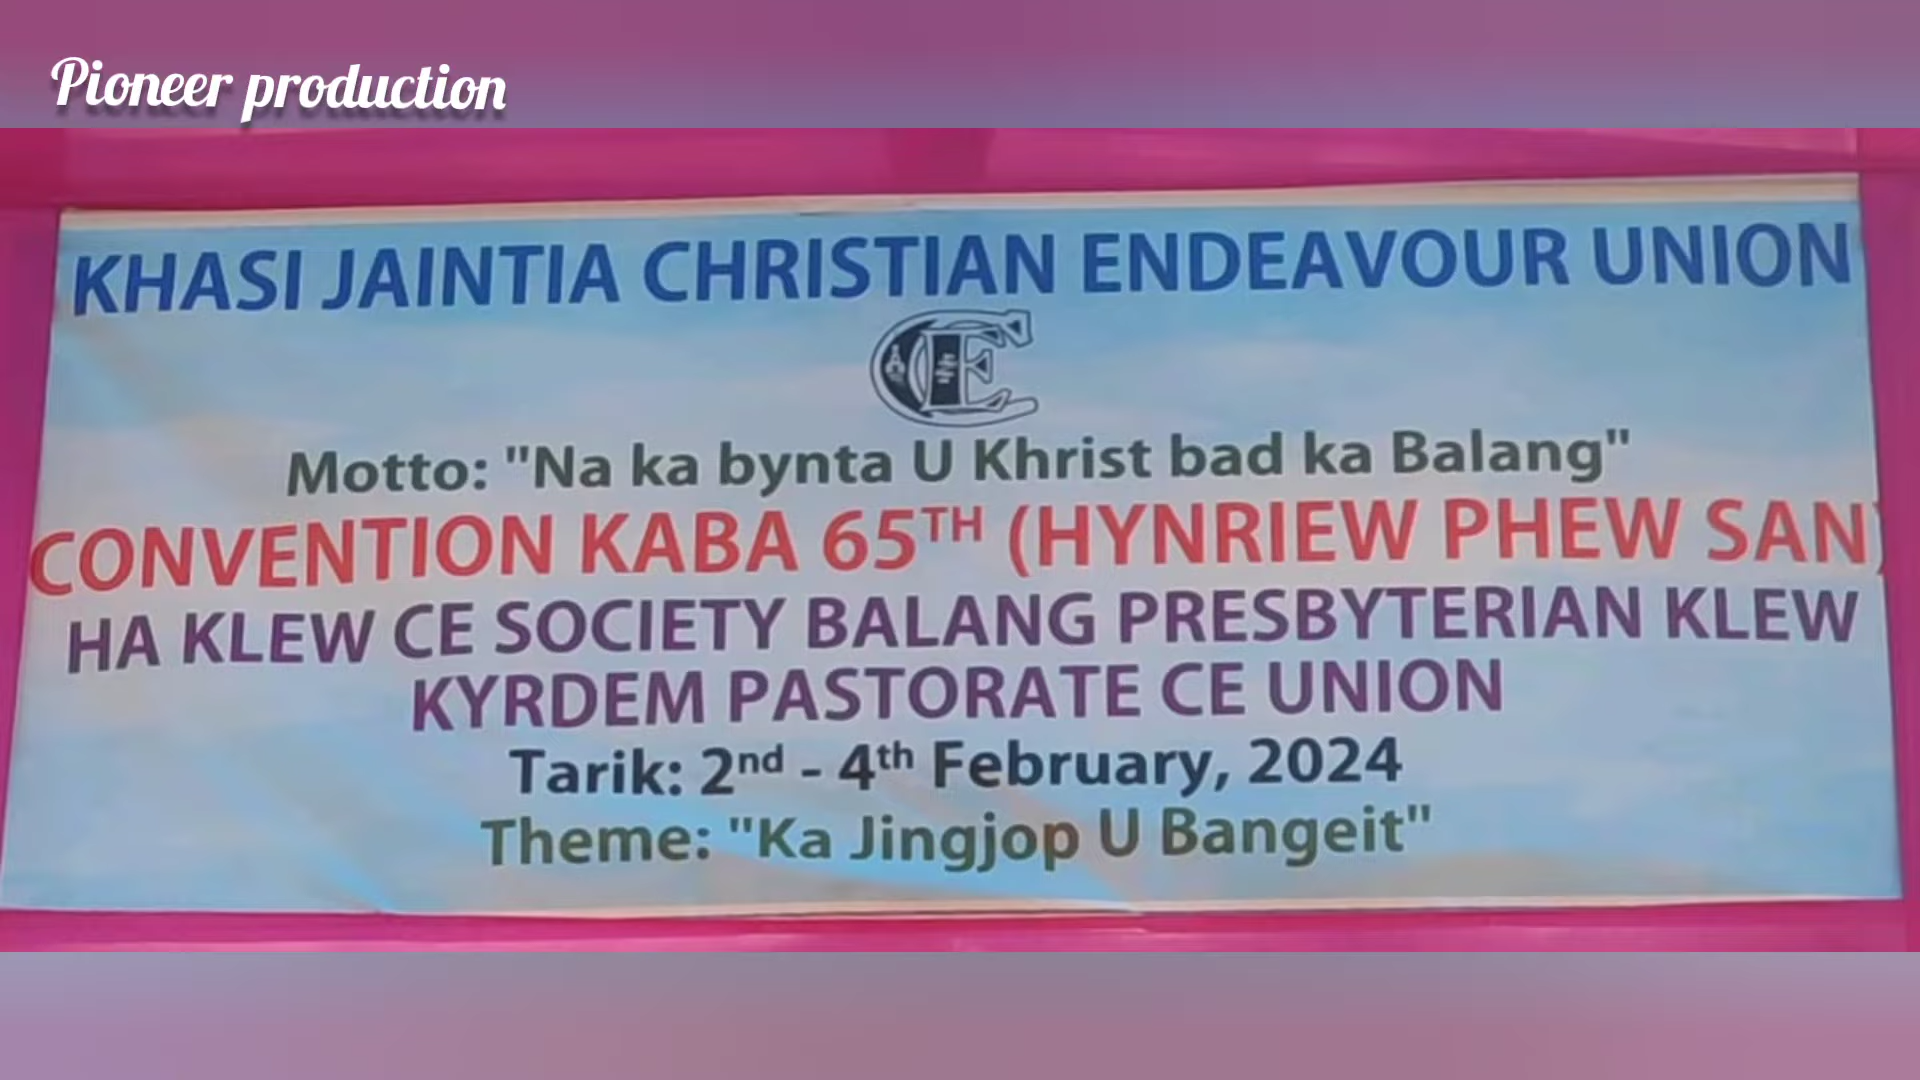 Pioneer production
KHASI JAINTIA CHRISTIAN ENDEAVOUR UNION
CE
Motto: "Na ka bynta U Khrist bad ka Balang"
CONVENTION KABA 65TH (HYNRIEW PHEW SAN)
HA KLEW CE SOCIETY BALANG PRESBYTERIAN KLEW
KYRDEM PASTORATE CE UNION
Tarik: 2nd - 4th February, 2024
Theme: "Ka Jingjop U Bangeit"